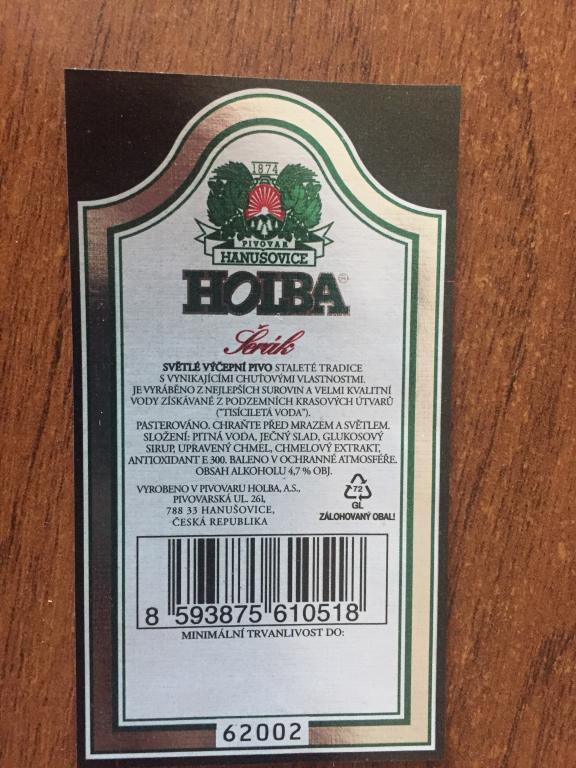 1874
PIVOVAR
HANUŠOVICE
HOLBA
Šerák
SVĚTLÉ VÝČEPNÍ PIVO STALETÉ TRADICE
S VYNIKAJÍCÍMI CHUŤOVÝMI VLASTNOSTMI.
JE VYRÁBĚNO Z NEJLEPŠÍCH SUROVIN A VELMI KVALITNÍ
VODY ZÍSKÁVANÉ Z PODZEMNÍCH KRASOVÝCH ÚTVARŮ
("TISÍCILETÁ VODA").
PASTEROVÁNO. CHRAŇTE PŘED MRAZEM A SVĚTLEM.
SLOŽENÍ: PITNÁ VODA, JEČNÝ SLAD, GLUKOSOVÝ
SIRUP, UPRAVENÝ CHMEL, CHMELOVÝ EXTRAKT,
ANTIOXIDANT E 300. BALENO V OCHRANNÉ ATMOSFÉŘE.
OBSAH ALKOHOLU 4,7 % OBJ.
VYROBENO V PIVOVARU HOLBA, A.S.,
PIVOVARSKÁ UL. 261,
788 33 HANUŠOVICE,
ČESKÁ REPUBLIKA
72
GL
ZÁLOHOVANÝ OBAL!
8 593875 610518
MINIMÁLNÍ TRVANLIVOST DO:
62002